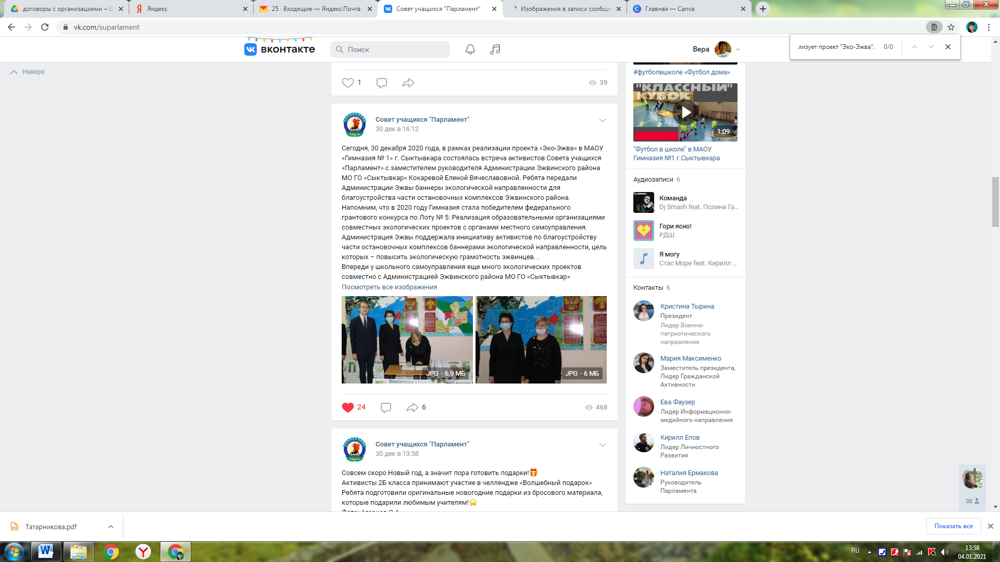 договоры с организациями – G
Яндекс
25 · Входящие — Яндекс.Почта
Совет учащихся "Парламент"
Изображения в записи сообще
Главная — Canva
vk.com/suparlament
лизует проект "Эко-Эжва". 0/0
вконтакте
Поиск
Вера
Наверх
1
39
Совет учащихся "Парламент"
30 дек в 16:12
Сегодня, 30 декабря 2020 года, в рамках реализации проекта «Эко-Эжва» в МАОУ
«Гимназия № 1» г. Сыктывкара состоялась встреча активистов Совета учащихся
«Парламент» с заместителем руководителя Администрации Эжвинского района
МО ГО «Сыктывкар» Кокаревой Еленой Вячеславовной. Ребята передали
Администрации Эжвы баннеры экологической направленности для
благоустройства части остановочных комплексов Эжвинского района.
Напомним, что в 2020 году Гимназия стала победителем федерального
грантового конкурса по Лоту № 5: Реализация образовательными организациями
совместных экологических проектов с органами местного самоуправления.
Администрация Эжвы поддержала инициативу активистов по благоустройству
части остановочных комплексов баннерами экологической направленности, цель
которых – повысить экологическую грамотность эжвинцев. .
Впереди у школьного самоуправления еще много экологических проектов
совместно с Администрацией Эжвинского района МО ГО «Сыктывкар»
Посмотреть все изображения
JPG · 6.9 МБ
JPG · 6 МБ
24
6
468
Совет учащихся "Парламент"
30 дек в 13:58
Совсем скоро Новый год, а значит пора готовить подарки!🎁
Активисты 2Б класса принимают участие в челлендже «Волшебный подарок»
Ребята подготовили оригинальные новогодние подарки из бросового материала,
которые подарили любимым учителям!⭐
#футболвшколе «Футбол дома»
"КЛАССНЫЙ"
КУБОК
1:09
"Футбол в школе" в МАОУ
Гимназия №1 г.Сыктывкара
Аудиозаписи 6
Команда
Dj Smash feat. Полина Га...
Гори ясно!
РДШ
Я могу
Стас Море feat. Кирилл ...
Контакты 6
Кристина Тырина
Президент
Лидер Военно-
патриотического
направления
Мария Максименко
Заместитель президента,
Лидер Гражданской
Активности
Ева Фаузер
Лидер Информационно-
медийного направления
Кирилл Епов
Лидер Личностного
Развития
Наталия Ермакова
Руководитель
Парламента
30
Татарникова.pdf
Показать все
RU
13:58
04.01.2021